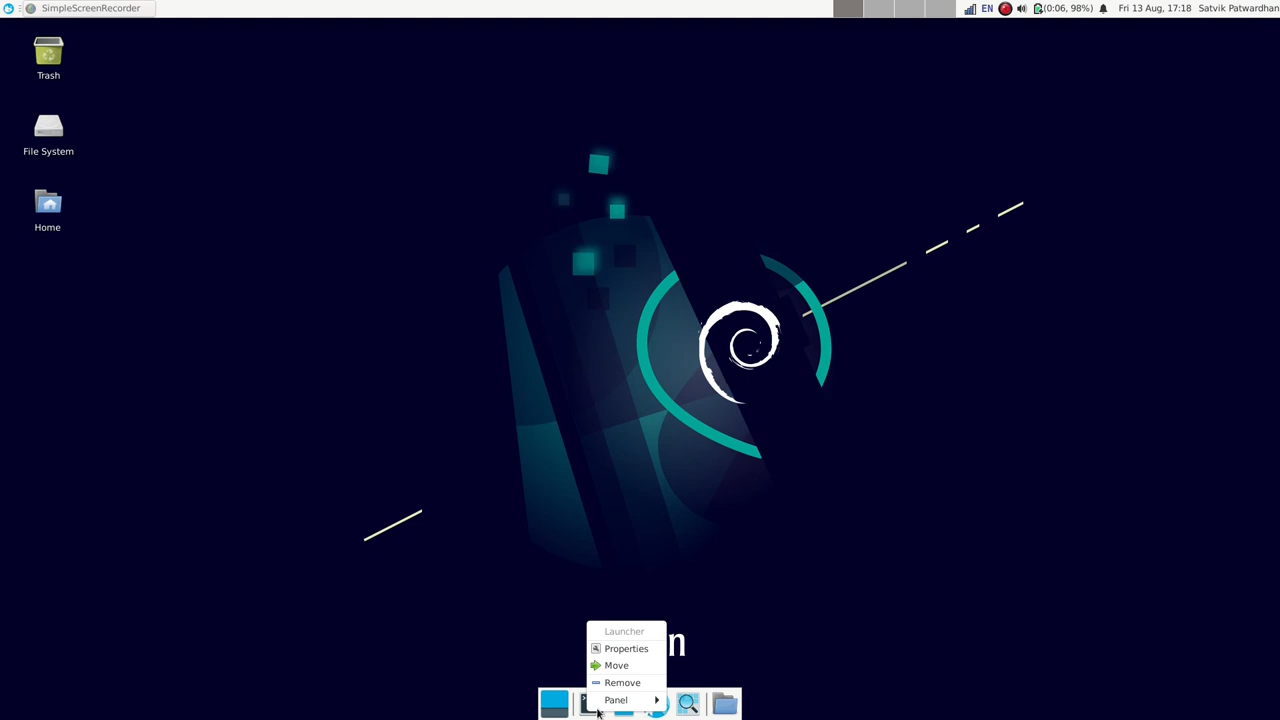 SimpleScreenRecorder
EN
(0:06, 98%)
Fri 13 Aug, 17:18
Satvik Patwardhan
Trash
File System
Home
n
Launcher
Properties
Move
Remove
Panel